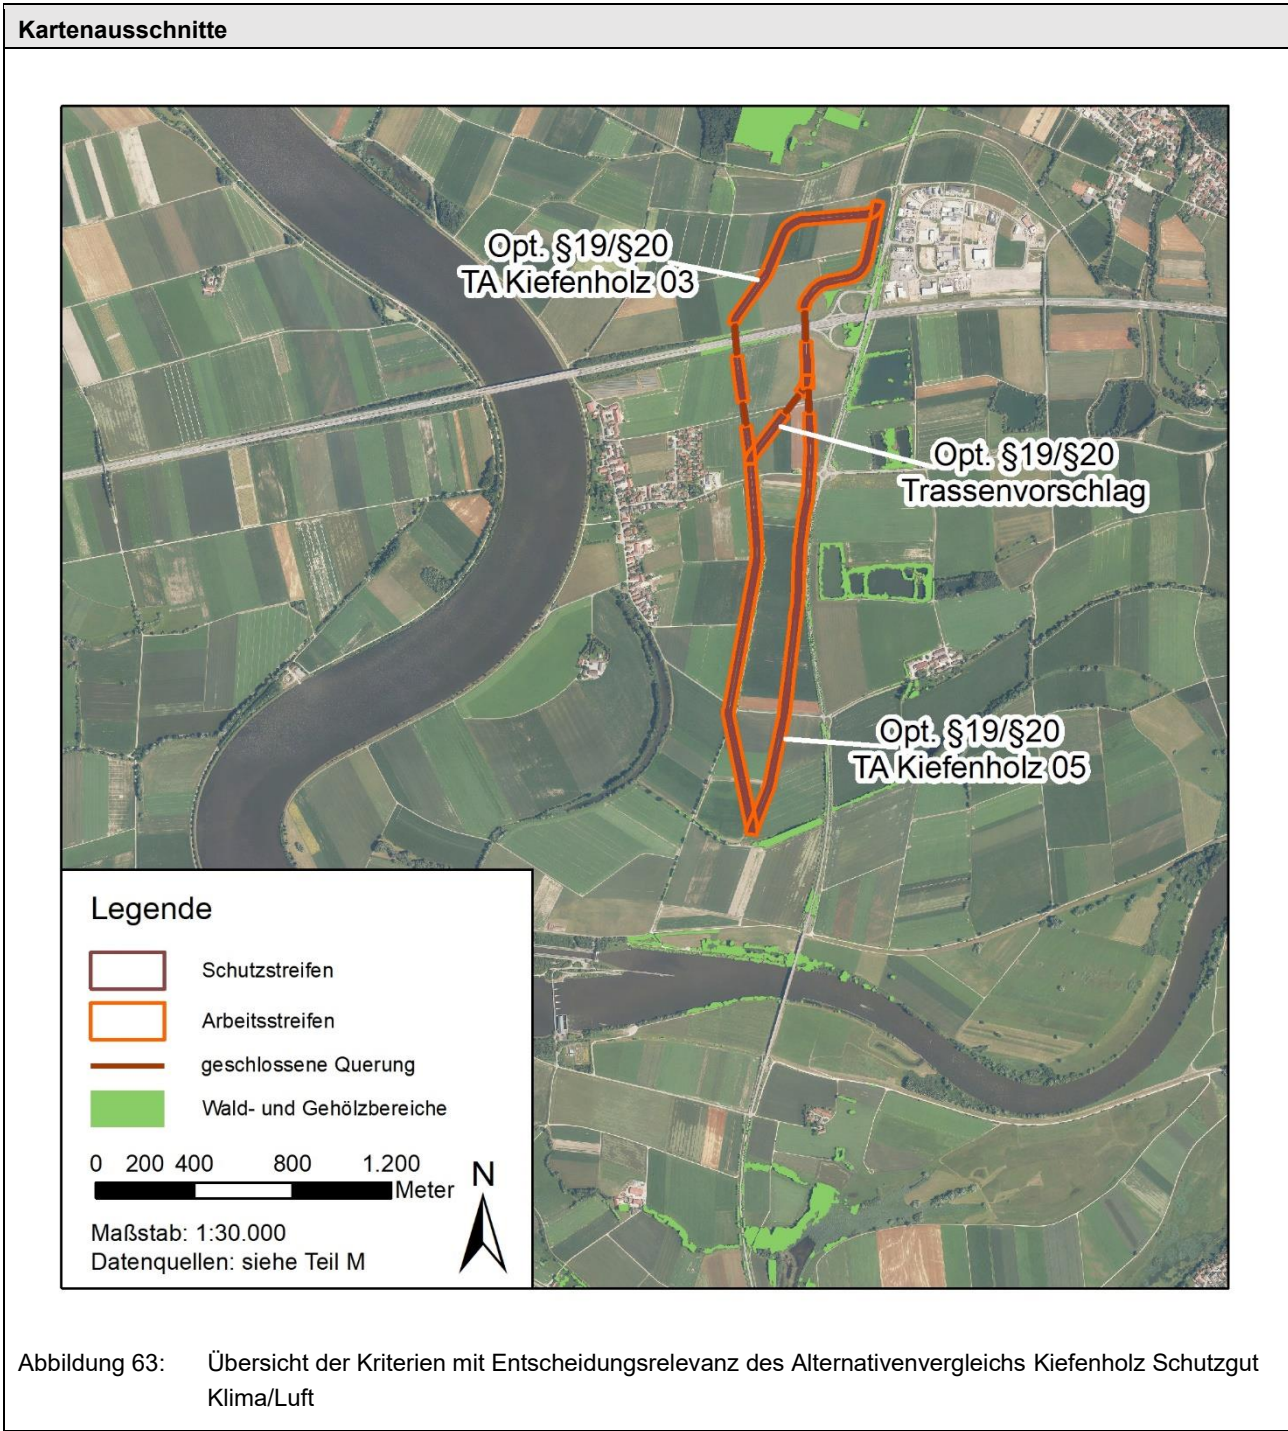 Kartenausschnitte
Opt. §19/§20
TA Kiefenholz 03
Opt. §19/§20
Trassenvorschlag
Opt. §19/§20
TA Kiefenholz 05
Legende
Schutzstreifen
Arbeitsstreifen
geschlossene Querung
Wald- und Gehölzbereiche
0 200 400 800 1.200
Meter
N
Maßstab: 1:30.000
Datenquellen: siehe Teil M
Abbildung 63: Übersicht der Kriterien mit Entscheidungsrelevanz des Alternativenvergleichs Kiefenholz Schutzgut
Klima/Luft